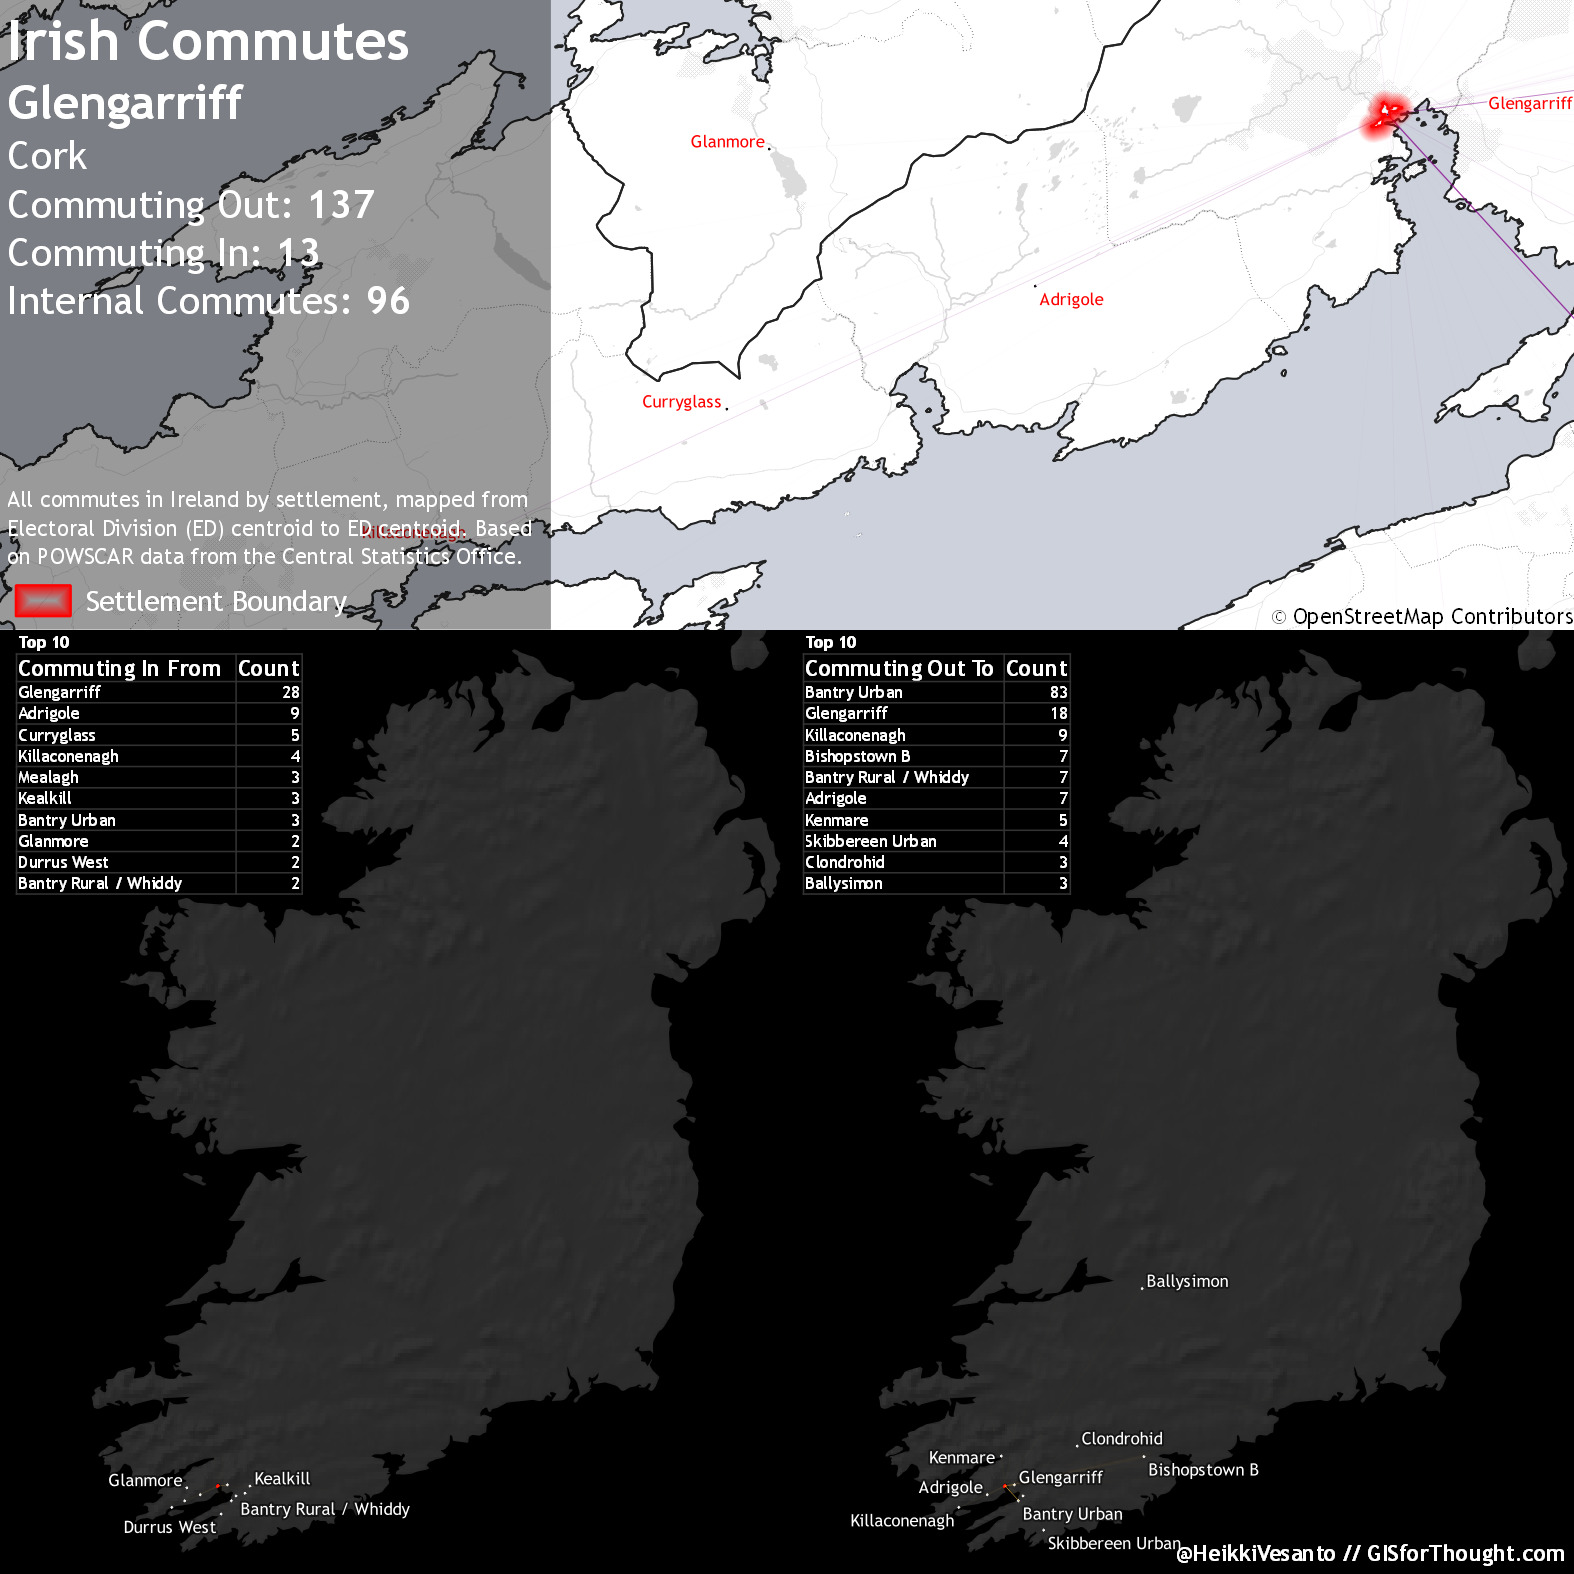 Irish Commutes
Glengarriff
Cork
Commuting Out: 137
Commuting In: 13
Internal Commutes: 96
All commutes in Ireland by settlement, mapped from
Electoral Division (ED) centroid to ED centroid. Based
on POWSCAR data from the Central Statistics Office.
Settlement Boundary
Killaconenagh
Glanmore
Glengarriff
Adrigole
Curryglass
© OpenStreetMap Contributors
Top 10
Commuting In From Count
Glengarriff 28
Adrigole 9
Curryglass 5
Killaconenagh 4
Mealagh 3
Kealkill 3
Bantry Urban 3
Glanmore 2
Durrus West 2
Bantry Rural / Whiddy 2
Top 10
Commuting Out To Count
Bantry Urban 83
Glengarriff 18
Killaconenagh 9
Bishopstown B 7
Bantry Rural / Whiddy 7
Adrigole 7
Kenmare 5
Skibbereen Urban 4
Clondrohid 3
Ballysimon 3
Glanmore
Kealkill
Bantry Rural / Whiddy
Durrus West
Ballysimon
Clondrohid
Kenmare
Bishopstown B
Glengarriff
Adrigole
Bantry Urban
Killaconenagh
Skibbereen Urban
@HeikkiVesanto // GISforThought.com